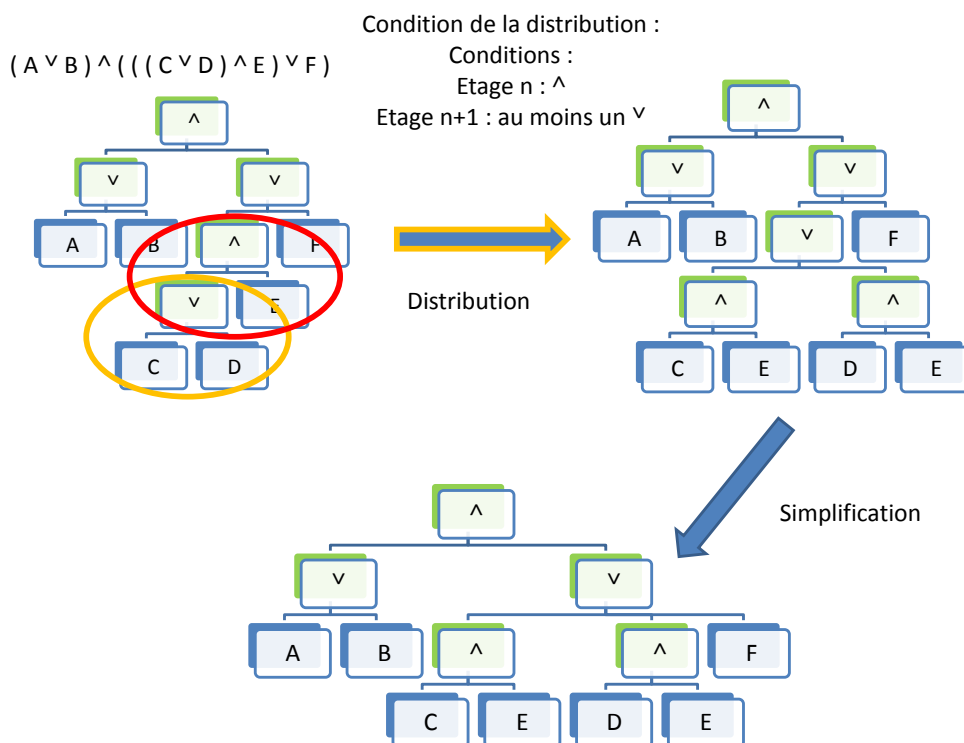 Condition de la distribution :
Conditions :
( A ˅ B ) ^ ( ( ( C ˅ D ) ^ E ) ˅ F )
Etage n : ^
Etage n+1 : au moins un ˅
^
˅ ˅
A B ^ F
˅ E
C D
Distribution
^
˅ ˅
A B ˅ F
^ ^
C E D E
Simplification
^
˅ ˅
A B ^ ^ F
C E D E